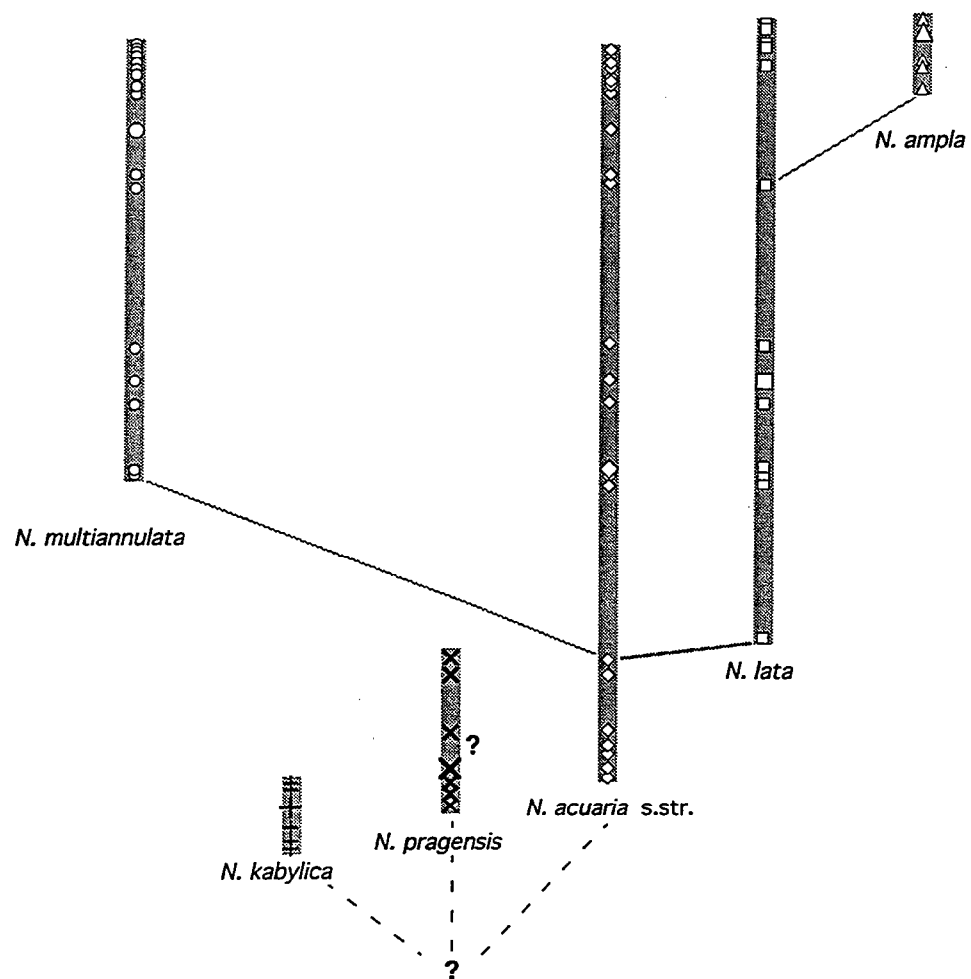 N. ampla
N. multiannulata
N. lata
?
N. acuaria s.str.
N. pragensis
N. kabylica
?